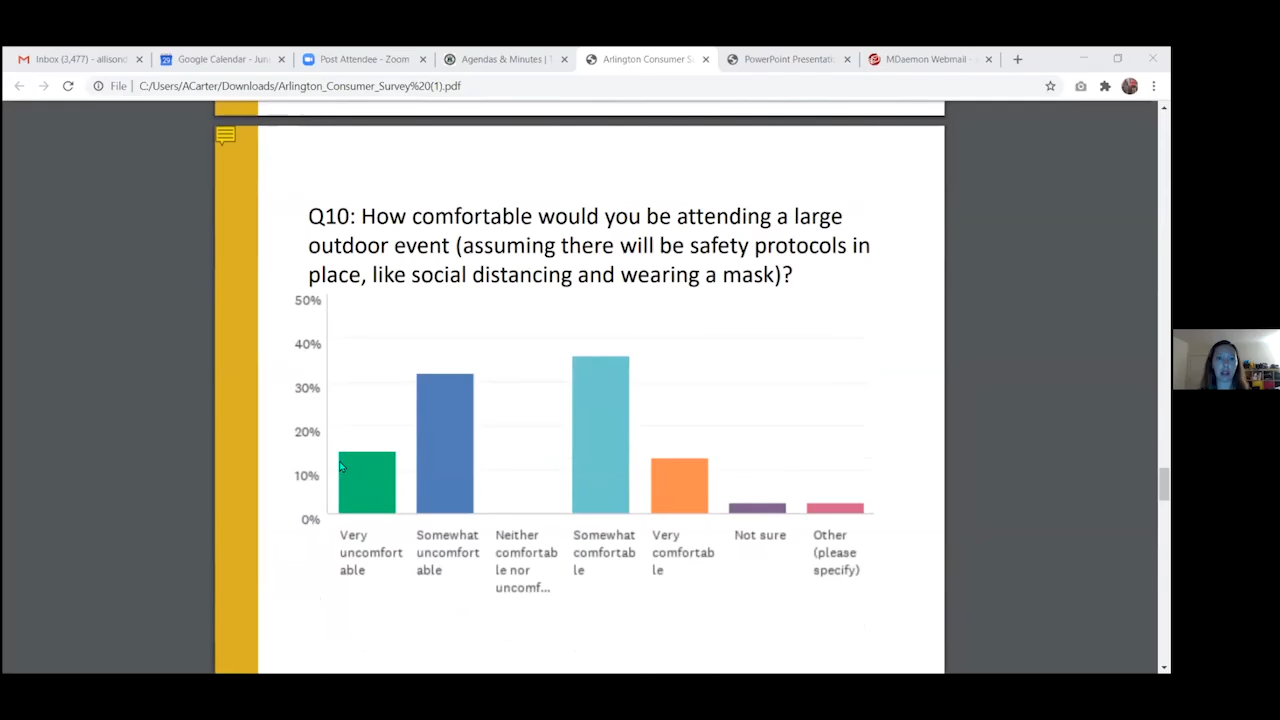 Inbox (3,477) - allisond
Google Calendar - Jun
Post Attendee - Zoom
Agendas & Minutes | T
Arlington Consumer S
PowerPoint Presentatio
MDaemon Webmail -
File
C:/Users/ACarter/Downloads/Arlington_Consumer_Survey%20(1).pdf
Q10: How comfortable would you be attending a large
outdoor event (assuming there will be safety protocols in
place, like social distancing and wearing a mask)?
50%
40%
30%
20%
10%
0%
Very
uncomfort
able
Somewhat
uncomfort
able
Neither
comfortab
le nor
uncomf...
Somewhat
comfortab
le
Very
comfortab
le
Not sure
Other
(please
specify)